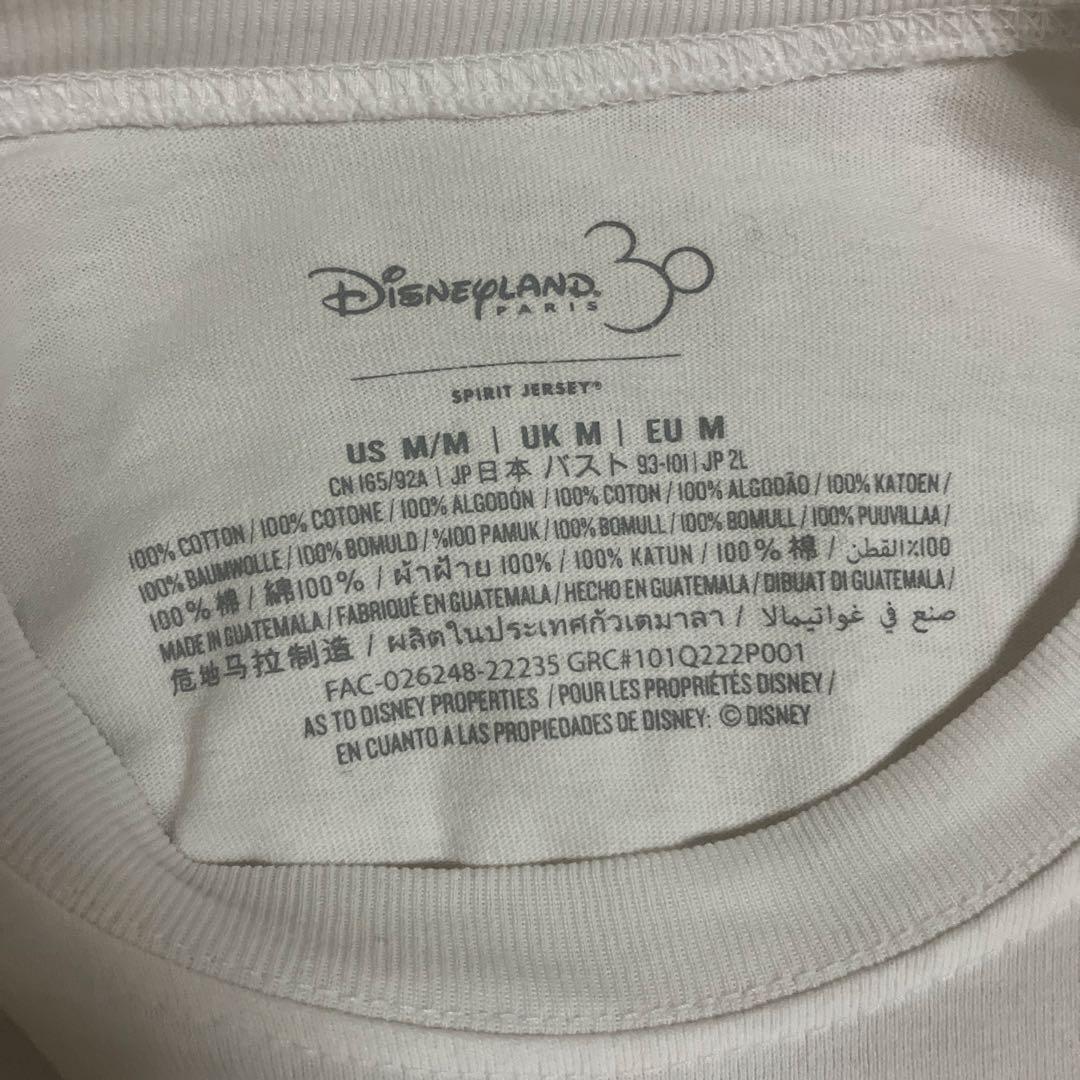 DISNEYLAND 30
PARIS
SPIRIT JERSEY®
US M/M | UK M | EU M
CN 165/92A | JP 日本 バスト 93-101 | JP 2L
100% COTTON / 100% COTONE / 100% ALGODÓN / 100% COTON / 100% ALGODÃO / 100% KATOEN /
100% BAUMWOLLE / 100% BOMULD / %100 PAMUK / 100% BOMULL / 100% BOMULL / 100% PUUVILLAA /
100% 棉 / 綿100% / ผ้าฝ้าย 100% / 100% KATUN / 100% 棉 / 100٪القطن
MADE IN GUATEMALA / FABRIQUÉ EN GUATEMALA / HECHO EN GUATEMALA / DIBUAT DI GUATEMALA /
危地马拉制造 / ผลิตในประเทศกัวเตมาลา / صنع في غواتيمالا
FAC-026248-22235 GRC#101Q222P001
AS TO DISNEY PROPERTIES / POUR LES PROPRIÉTÉS DISNEY /
EN CUANTO A LAS PROPIEDADES DE DISNEY: © DISNEY